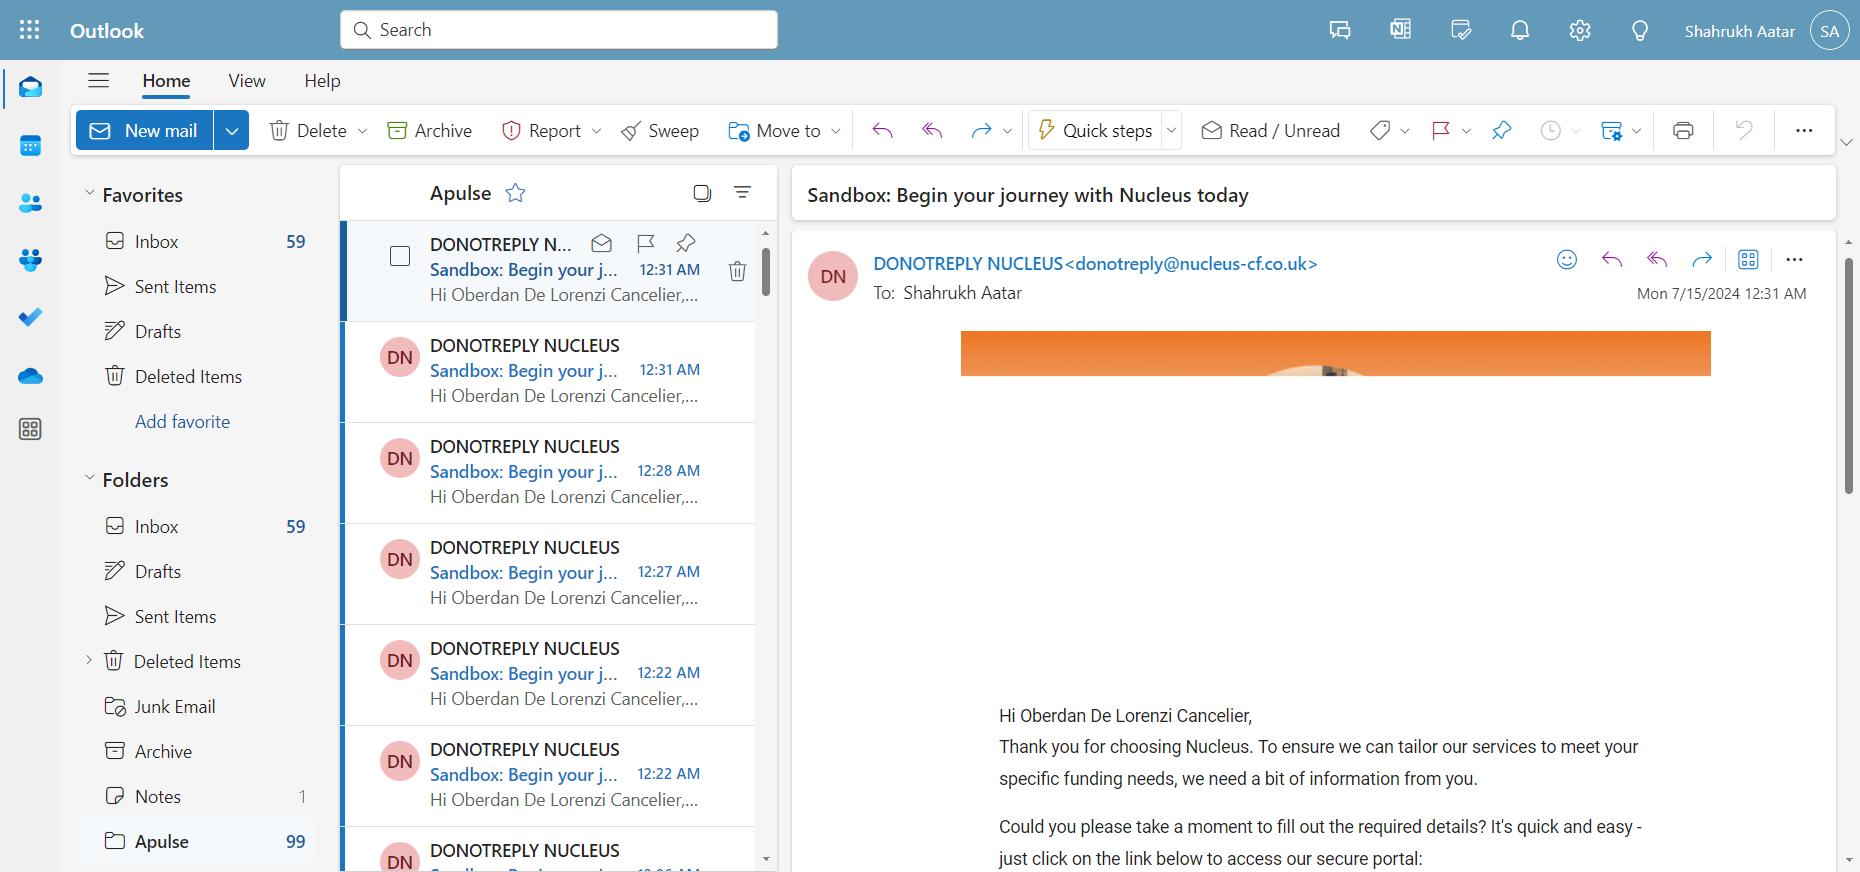 Outlook
Search
Shahrukh Aatar
SA
Home View Help
New mail
Delete
Archive
Report
Sweep
Move to
Quick steps
Read / Unread
Favorites
Inbox 59
Sent Items
Drafts
Deleted Items
Add favorite
Folders
Inbox 59
Drafts
Sent Items
Deleted Items
Junk Email
Archive
Notes 1
Apulse 99
Apulse
DONOTREPLY N...
Sandbox: Begin your j... 12:31 AM
Hi Oberdan De Lorenzi Cancelier,...
DN
DONOTREPLY NUCLEUS
Sandbox: Begin your j... 12:31 AM
Hi Oberdan De Lorenzi Cancelier,...
DN
DONOTREPLY NUCLEUS
Sandbox: Begin your j... 12:28 AM
Hi Oberdan De Lorenzi Cancelier,...
DN
DONOTREPLY NUCLEUS
Sandbox: Begin your j... 12:27 AM
Hi Oberdan De Lorenzi Cancelier,...
DN
DONOTREPLY NUCLEUS
Sandbox: Begin your j... 12:22 AM
Hi Oberdan De Lorenzi Cancelier,...
DN
DONOTREPLY NUCLEUS
Sandbox: Begin your j... 12:22 AM
Hi Oberdan De Lorenzi Cancelier,...
DN
DONOTREPLY NUCLEUS
Sandbox: Begin your journey with Nucleus today
DN
DONOTREPLY NUCLEUS<donotreply@nucleus-cf.co.uk>
To: Shahrukh Aatar
Mon 7/15/2024 12:31 AM
Hi Oberdan De Lorenzi Cancelier,
Thank you for choosing Nucleus. To ensure we can tailor our services to meet your
specific funding needs, we need a bit of information from you.
Could you please take a moment to fill out the required details? It's quick and easy -
just click on the link below to access our secure portal: